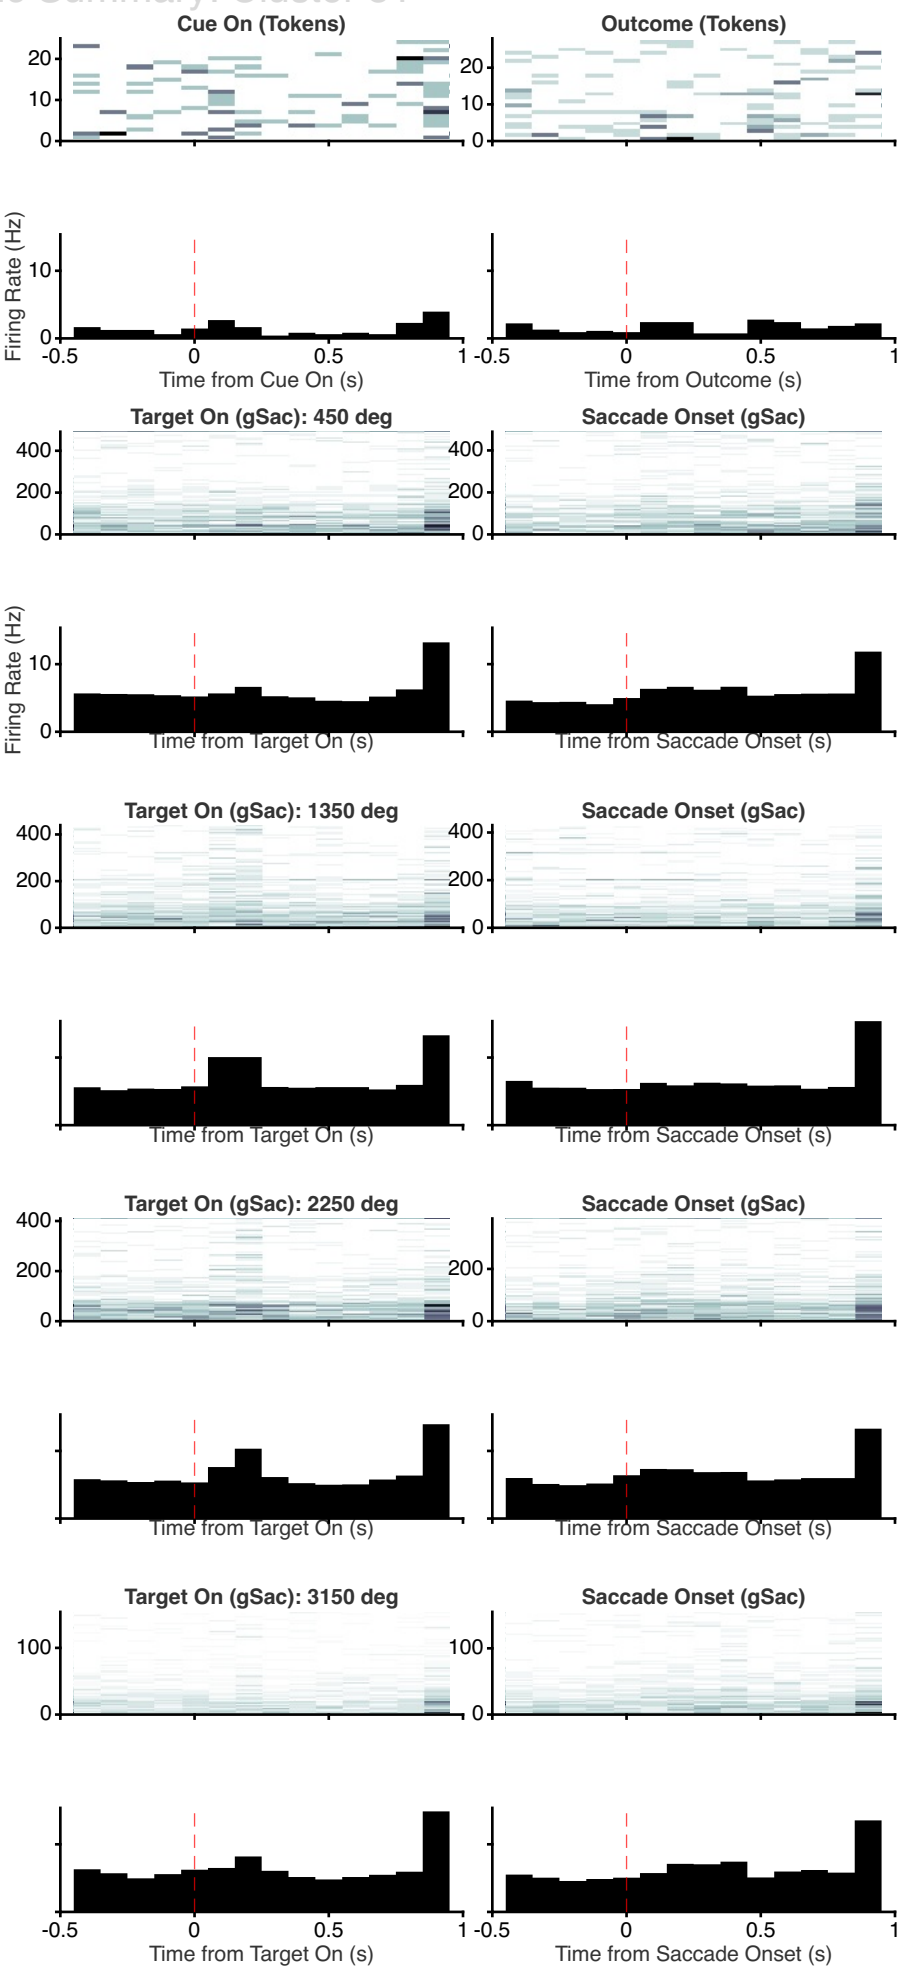 Summary: Cluster
Cue On (Tokens) Outcome (Tokens)
20 20
10 10
0 0
Firing Rate (Hz)
10
0
-0.5 0 0.5 1 -0.5 0 0.5 1
Time from Cue On (s) Time from Outcome (s)
Target On (gSac): 450 deg Saccade Onset (gSac)
400 400
200 200
0 0
Firing Rate (Hz)
10
0
Time from Target On (s) Time from Saccade Onset (s)
Target On (gSac): 1350 deg Saccade Onset (gSac)
400 400
200 200
0 0
Time from Target On (s) Time from Saccade Onset (s)
Target On (gSac): 2250 deg Saccade Onset (gSac)
400
200 200
0 0
Time from Target On (s) Time from Saccade Onset (s)
Target On (gSac): 3150 deg Saccade Onset (gSac)
100 100
0 0
-0.5 0 0.5 1 -0.5 0 0.5 1
Time from Target On (s) Time from Saccade Onset (s)